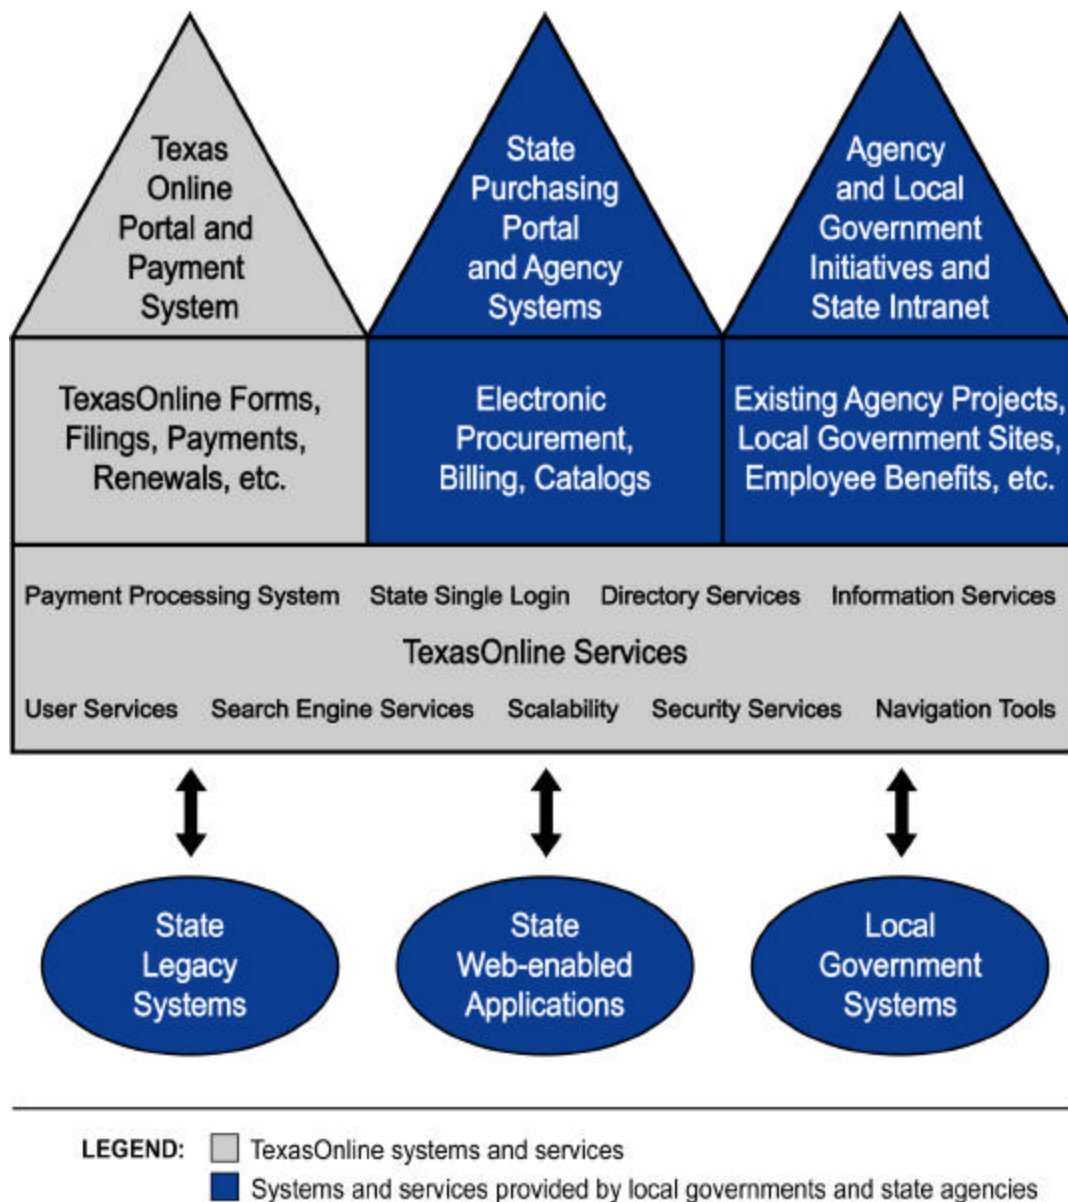 Texas
Online
Portal and
Payment
System
State
Purchasing
Portal
and Agency
Systems
Agency
and Local
Government
Initiatives and
State Intranet
TexasOnline Forms,
Filings, Payments,
Renewals, etc.
Electronic
Procurement,
Billing, Catalogs
Existing Agency Projects,
Local Government Sites,
Employee Benefits, etc.
Payment Processing System State Single Login Directory Services Information Services
TexasOnline Services
User Services Search Engine Services Scalability Security Services Navigation Tools
State
Legacy
Systems
State
Web-enabled
Applications
Local
Government
Systems
LEGEND: TexasOnline systems and services
Systems and services provided by local governments and state agencies